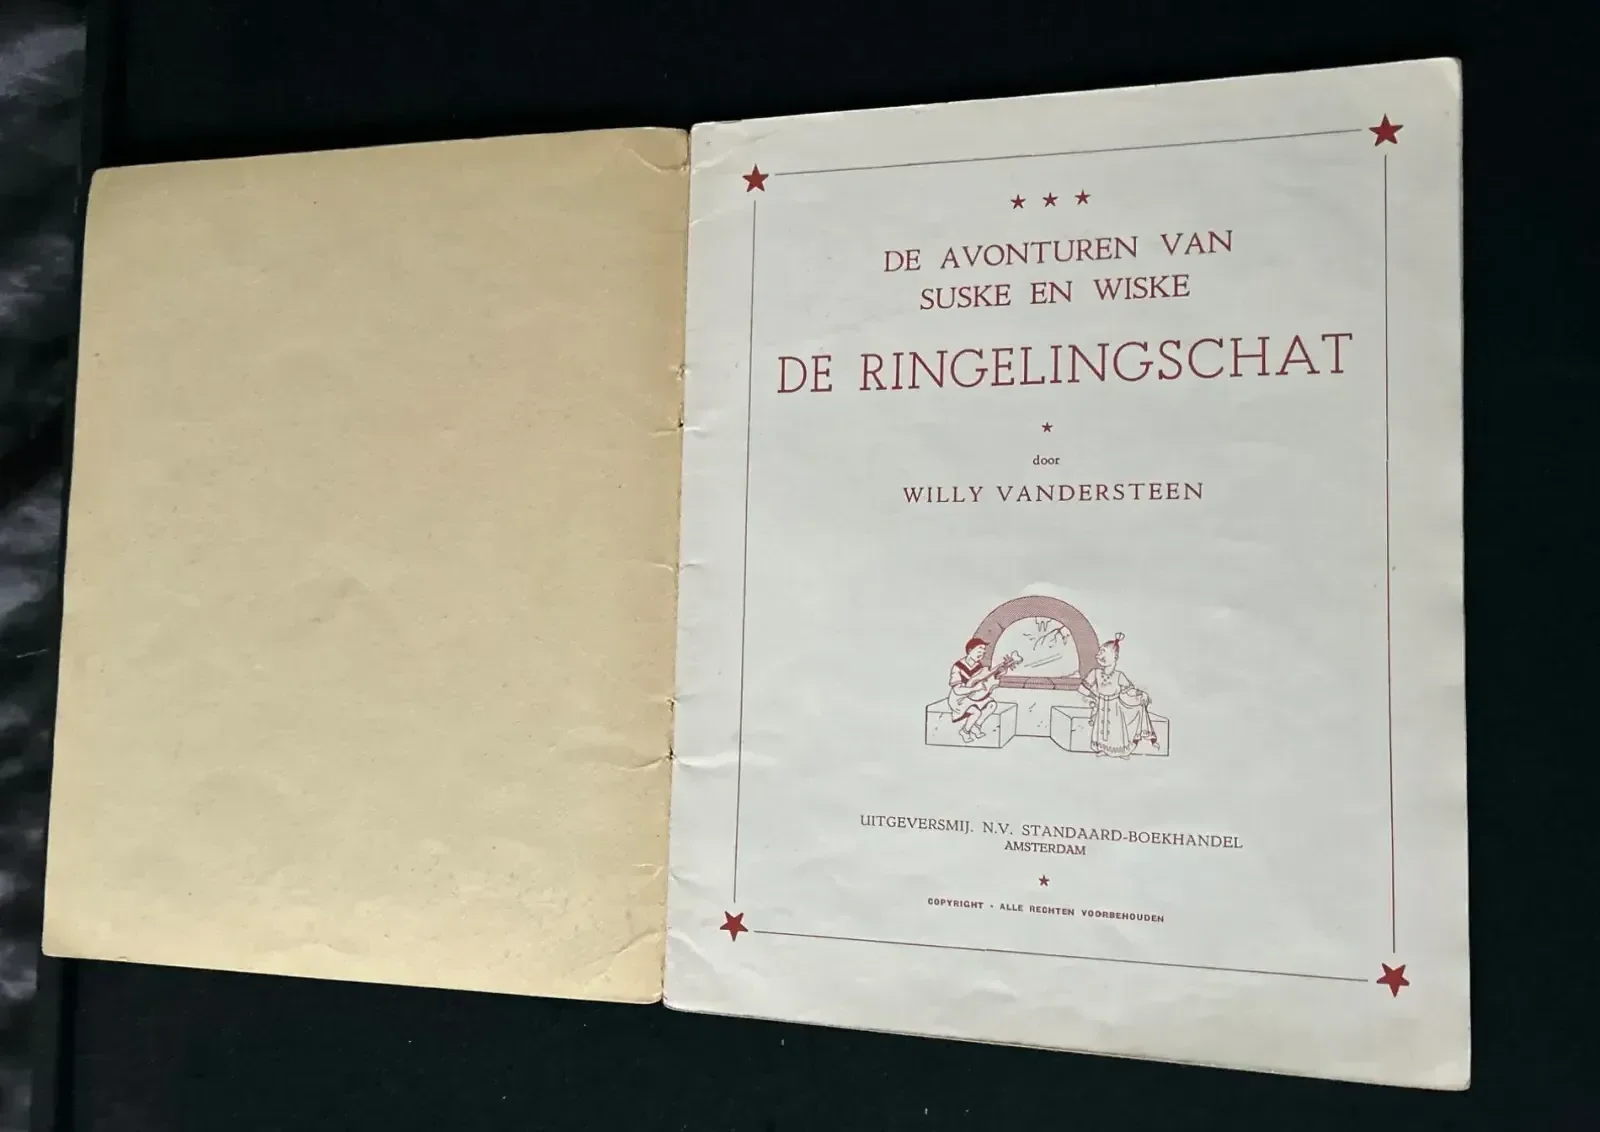 DE AVONTUREN VAN
SUSKE EN WISKE
DE RINGELINGSCHAT
door
WILLY VANDERSTEEN
UITGEVERSMIJ. N.V. STANDAARD-BOEKHANDEL
AMSTERDAM
COPYRIGHT - ALLE RECHTEN VOORBEHOUDEN